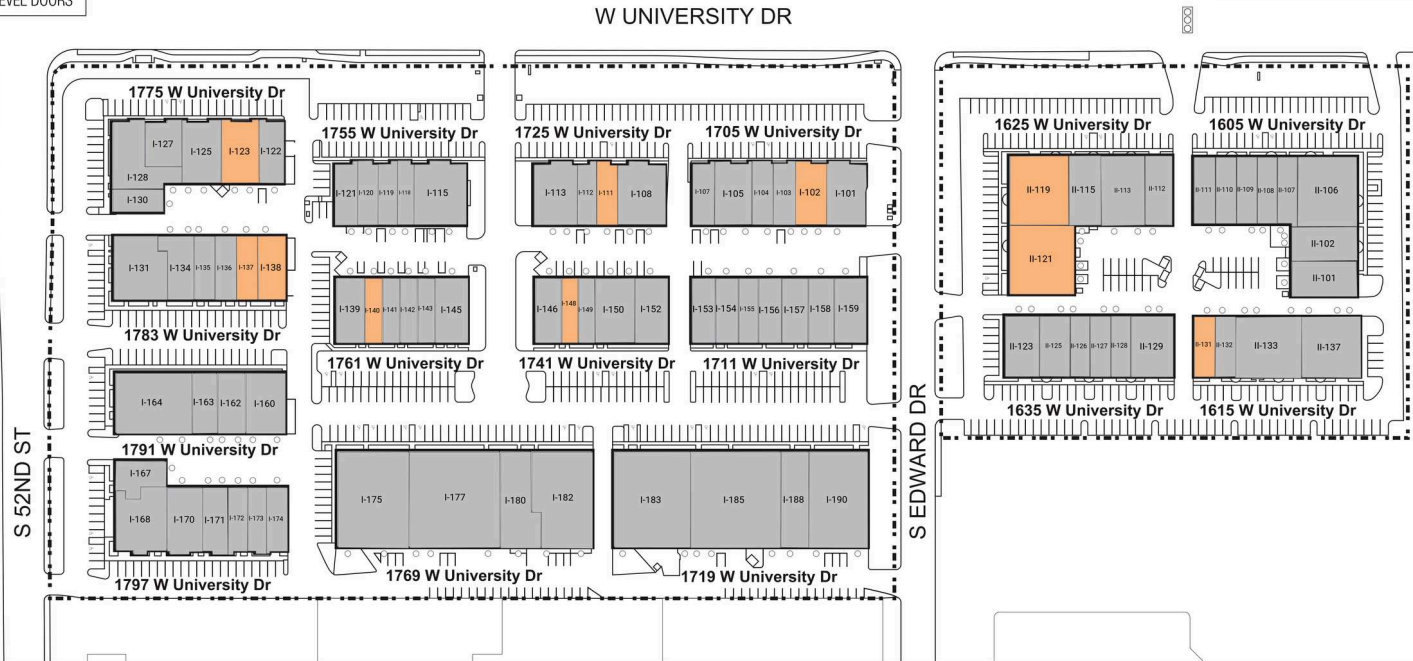 LEVEL DOORS
W UNIVERSITY DR
1775 W University Dr
I-127
I-125
I-123
I-122
I-128
I-130
1755 W University Dr
I-121
I-120
I-119
I-118
I-115
1725 W University Dr
I-113
I-112
I-111
I-108
1705 W University Dr
I-107
I-105
I-104
I-103
I-102
I-101
1625 W University Dr
II-119
II-115
II-113
II-112
II-121
1605 W University Dr
II-111
II-110
II-109
II-108
II-107
II-106
II-102
II-101
I-131
I-134
I-135
I-136
I-137
I-138
1783 W University Dr
I-139
I-140
I-141
I-142
I-143
I-145
1761 W University Dr
I-146
I-148
I-149
I-150
I-152
1741 W University Dr
I-153
I-154
I-155
I-156
I-157
I-158
I-159
1711 W University Dr
II-123
II-125
II-126
II-127
II-128
II-129
1635 W University Dr
II-131
II-132
II-133
II-137
1615 W University Dr
I-164
I-163
I-162
I-160
1791 W University Dr
S 52ND ST
S EDWARD DR
I-167
I-168
I-170
I-171
I-172
I-173
I-174
1797 W University Dr
I-175
I-177
I-180
I-182
1769 W University Dr
I-183
I-185
I-188
I-190
1719 W University Dr